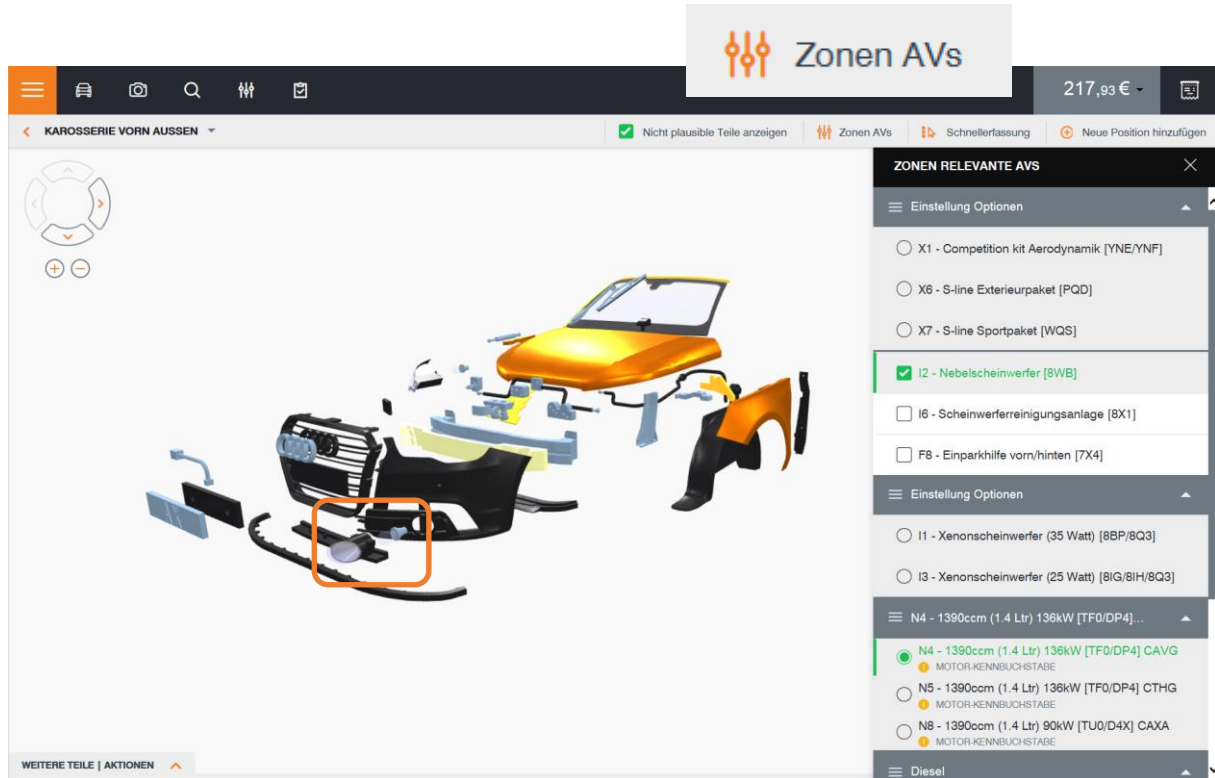 Zonen AVs
217,93 €
KAROSSERIE VORN AUSSEN
Nicht plausible Teile anzeigen
Zonen AVs
Schnellerfassung
Neue Position hinzufügen
ZONEN RELEVANTE AVS
Einstellung Optionen
X1 - Competition kit Aerodynamik [YNE/YNF]
X6 - S-line Exterieurpaket [PQD]
X7 - S-line Sportpaket [WQS]
I2 - Nebelscheinwerfer [8WB]
I6 - Scheinwerferreinigungsanlage [8X1]
F8 - Einparkhilfe vorn/hinten [7X4]
Einstellung Optionen
I1 - Xenonscheinwerfer (35 Watt) [8BP/8Q3]
I3 - Xenonscheinwerfer (25 Watt) [8IG/8IH/8Q3]
N4 - 1390ccm (1.4 Ltr) 136kW [TF0/DP4]...
N4 - 1390ccm (1.4 Ltr) 136kW [TF0/DP4] CAVG
MOTOR-KENNBUCHSTABE
N5 - 1390ccm (1.4 Ltr) 136kW [TF0/DP4] CTHG
MOTOR-KENNBUCHSTABE
N8 - 1390ccm (1.4 Ltr) 90kW [TU0/D4X] CAXA
MOTOR-KENNBUCHSTABE
Diesel
WEITERE TEILE | AKTIONEN